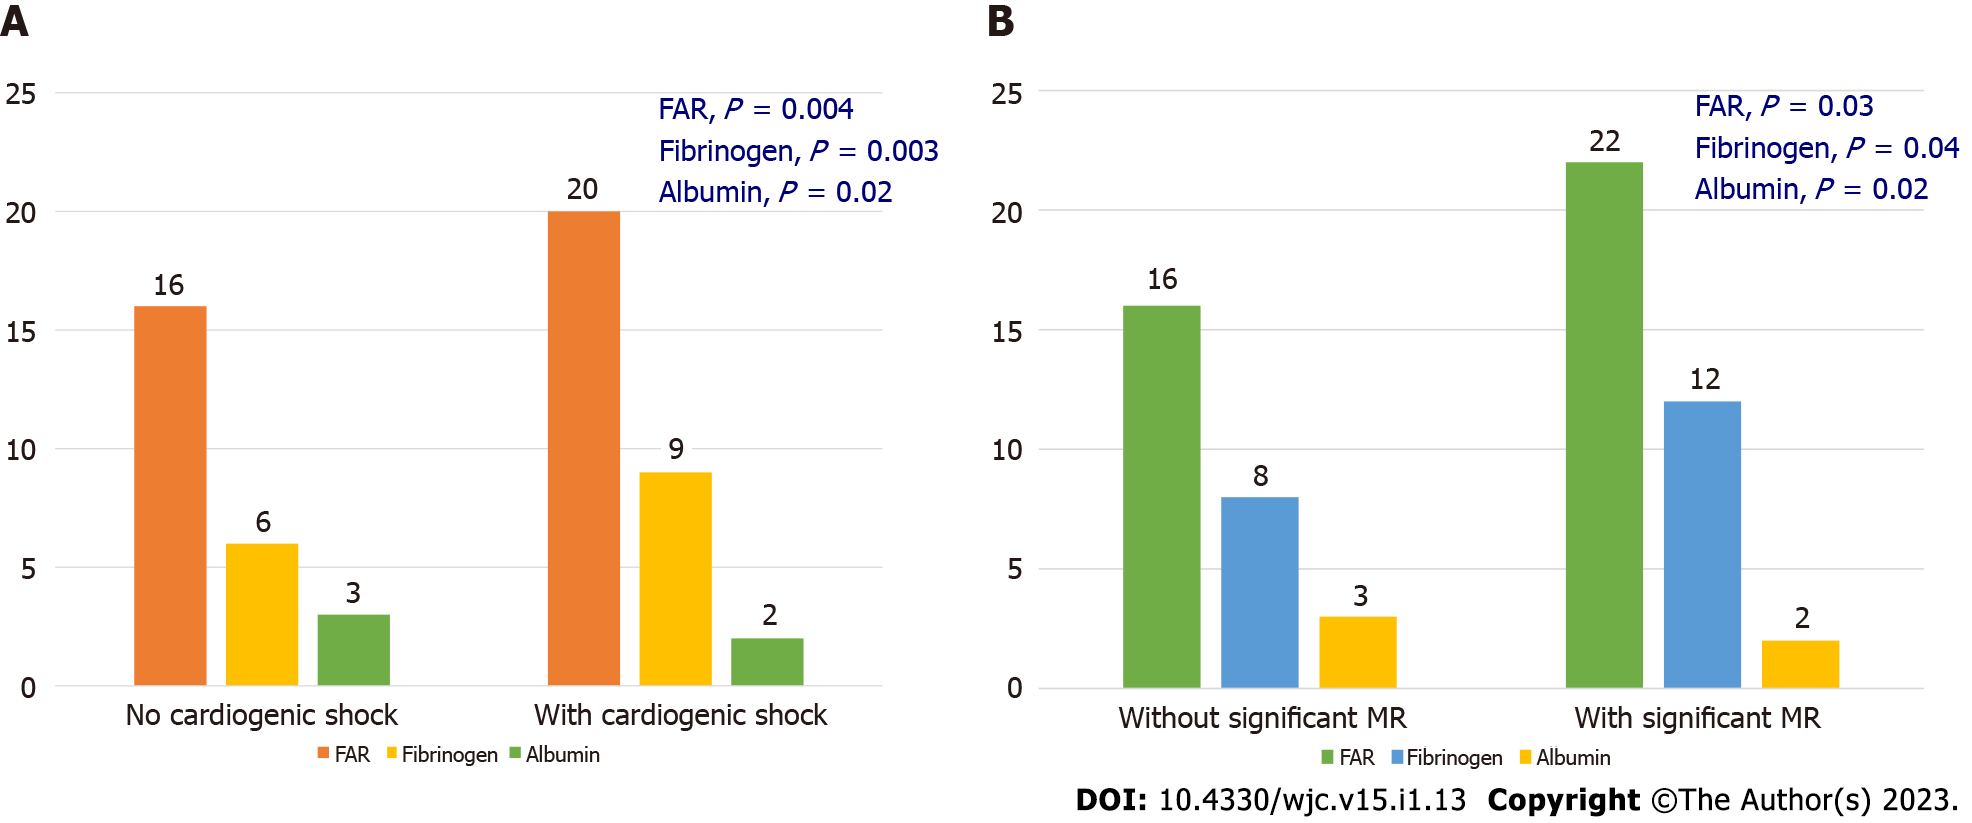 A
25
20
15
10
5
0
FAR, P = 0.004
Fibrinogen, P = 0.003
Albumin, P = 0.02
16
6
3
20
9
2
No cardiogenic shock
With cardiogenic shock
FAR Fibrinogen Albumin
B
25
20
15
10
5
0
FAR, P = 0.03
Fibrinogen, P = 0.04
Albumin, P = 0.02
16
8
3
22
12
2
Without significant MR
With significant MR
FAR Fibrinogen Albumin
DOI: 10.4330/wjc.v15.i1.13 Copyright ©The Author(s) 2023.